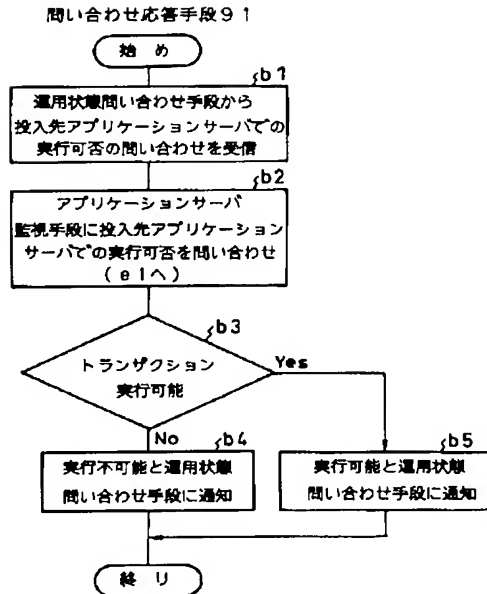 問い合わせ応答手段91
始め
b1
運用状態問い合わせ手段から
投入先アプリケーションサーバでの
実行可否の問い合わせを受信
b2
アプリケーションサーバ
監視手段に投入先アプリケーション
サーバでの実行可否を問い合わせ
(e1へ)
b3
トランザクション
実行可能
Yes
No
b4
実行不可能と運用状態
問い合わせ手段に通知
b5
実行可能と運用状態
問い合わせ手段に通知
終り